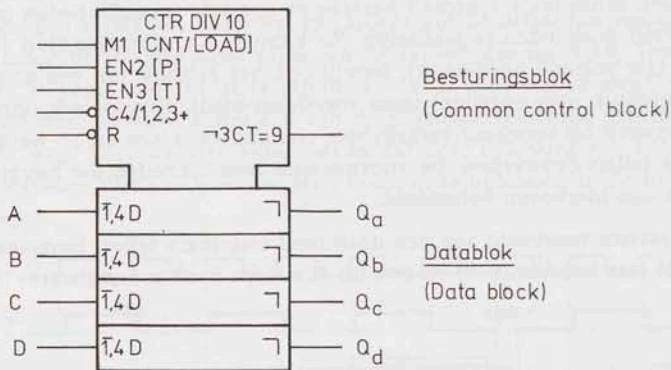 CTR DIV 10
M1 [CNT/L̅O̅A̅D̅]
EN2 [P]
EN3 [T]
C4/1,2,3+
R ¬3CT=9
Besturingsblok
(Common control block)
A 1̅,4D ┐ Qa
B 1̅,4D ┐ Qb
C 1̅,4D ┐ Qc
D 1̅,4D ┐ Qd
Datablok
(Data block)